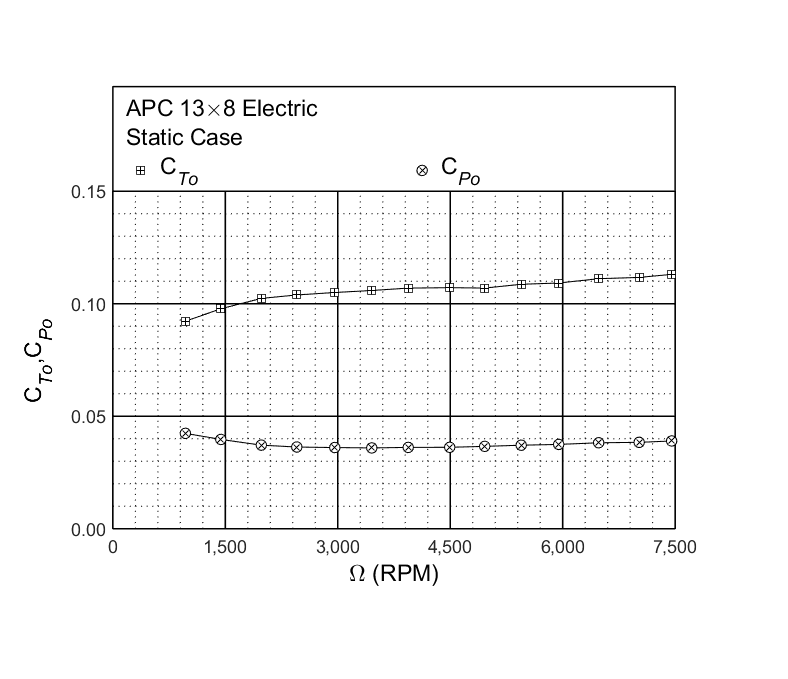 APC 13×8 Electric
Static Case
C_To C_Po
0.15
0.10
0.05
0.00
C_To,C_Po
0 1,500 3,000 4,500 6,000 7,500
Ω (RPM)